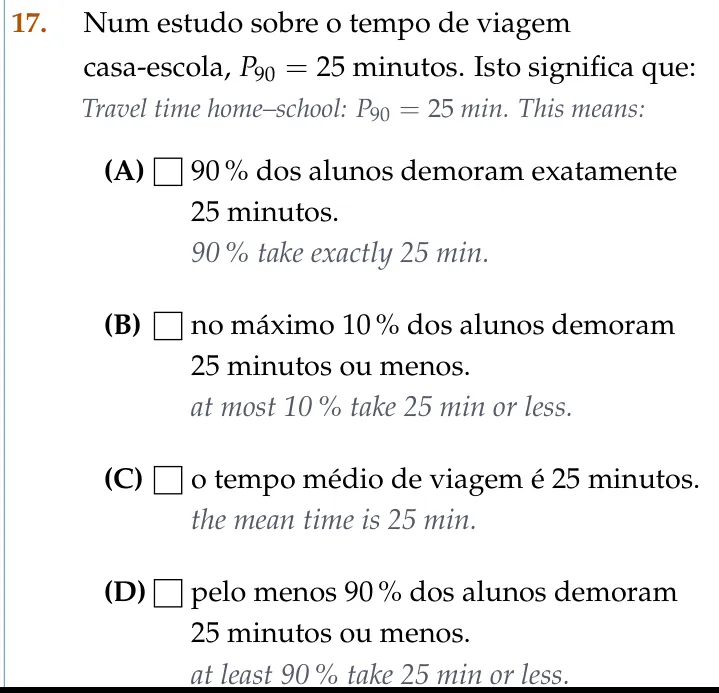 17. Num estudo sobre o tempo de viagem
casa-escola, P₉₀ = 25 minutos. Isto significa que:
Travel time home–school: P₉₀ = 25 min. This means:
(A) □ 90 % dos alunos demoram exatamente
25 minutos.
90 % take exactly 25 min.
(B) □ no máximo 10 % dos alunos demoram
25 minutos ou menos.
at most 10 % take 25 min or less.
(C) □ o tempo médio de viagem é 25 minutos.
the mean time is 25 min.
(D) □ pelo menos 90 % dos alunos demoram
25 minutos ou menos.
at least 90 % take 25 min or less.